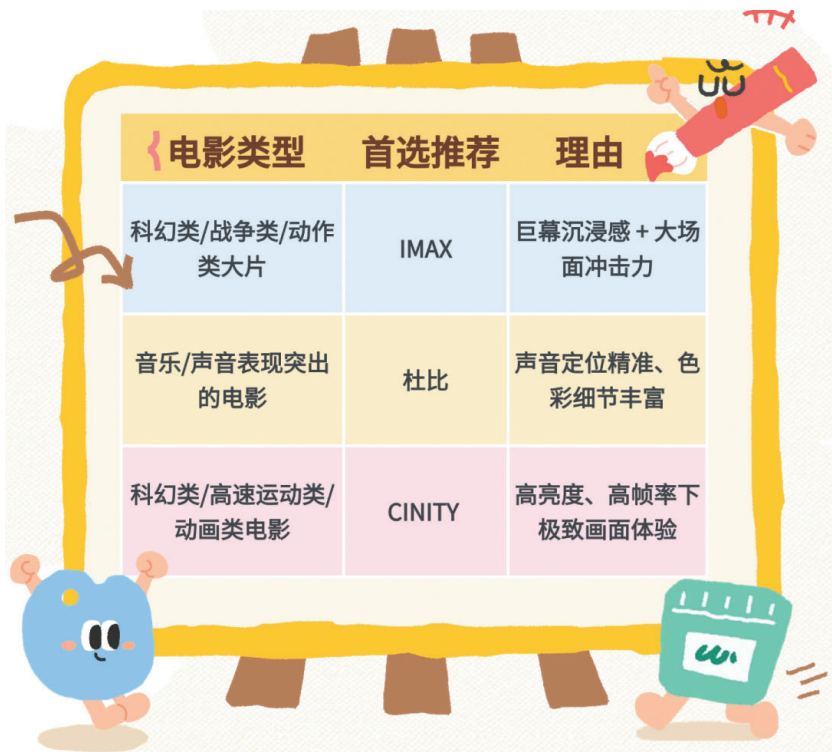 电影类型 首选推荐 理由
科幻类/战争类/动作
类大片
IMAX
巨幕沉浸感 + 大场
面冲击力
音乐/声音表现突出
的电影
杜比
声音定位精准、色
彩细节丰富
科幻类/高速运动类/
动画类电影
CINITY
高亮度、高帧率下
极致画面体验